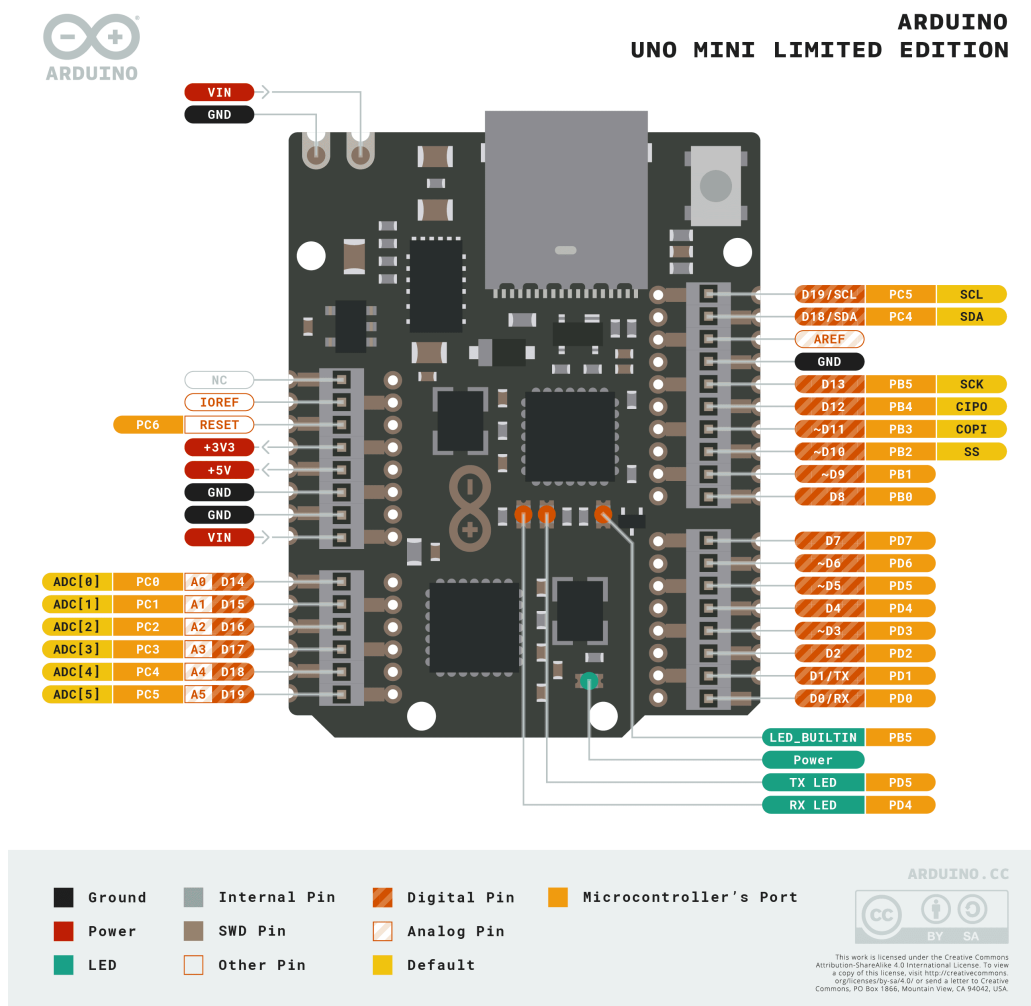 ARDUINO
ARDUINO
UNO MINI LIMITED EDITION
VIN
GND
NC
IOREF
PC6 RESET
+3V3
+5V
GND
GND
VIN
ADC[0] PC0 A0 D14
ADC[1] PC1 A1 D15
ADC[2] PC2 A2 D16
ADC[3] PC3 A3 D17
ADC[4] PC4 A4 D18
ADC[5] PC5 A5 D19
D19/SCL PC5 SCL
D18/SDA PC4 SDA
AREF
GND
D13 PB5 SCK
D12 PB4 CIPO
~D11 PB3 COPI
~D10 PB2 SS
~D9 PB1
D8 PB0
D7 PD7
~D6 PD6
~D5 PD5
D4 PD4
~D3 PD3
D2 PD2
D1/TX PD1
D0/RX PD0
LED_BUILTIN PB5
Power
TX LED PD5
RX LED PD4
Ground
Power
LED
Internal Pin
SWD Pin
Other Pin
Digital Pin
Analog Pin
Default
Microcontroller's Port
ARDUINO.CC
CC
BY SA
This work is licensed under the Creative Commons
Attribution-ShareAlike 4.0 International License. To view
a copy of this license, visit http://creativecommons.
org/licenses/by-sa/4.0/ or send a letter to Creative
Commons, PO Box 1866, Mountain View, CA 94042, USA.